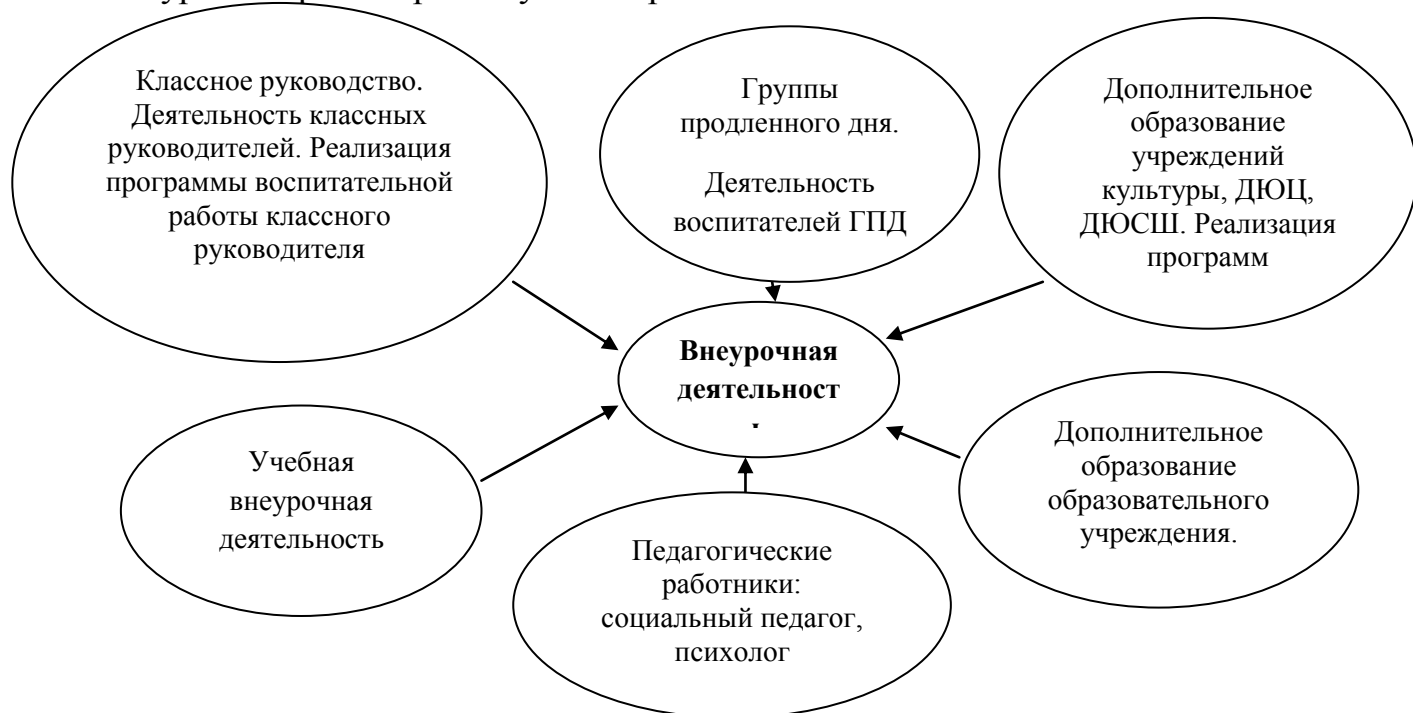 Классное руководство.
Деятельность классных
руководителей. Реализация
программы воспитательной
работы классного
руководителя
Группы
продленного дня.
Деятельность
воспитателей ГПД
Дополнительное
образование
учреждений
культуры, ДЮЦ,
ДЮСШ. Реализация
программ
Внеурочная
деятельност
Учебная
внеурочная
деятельность
Дополнительное
образование
образовательного
учреждения.
Педагогические
работники:
социальный педагог,
психолог